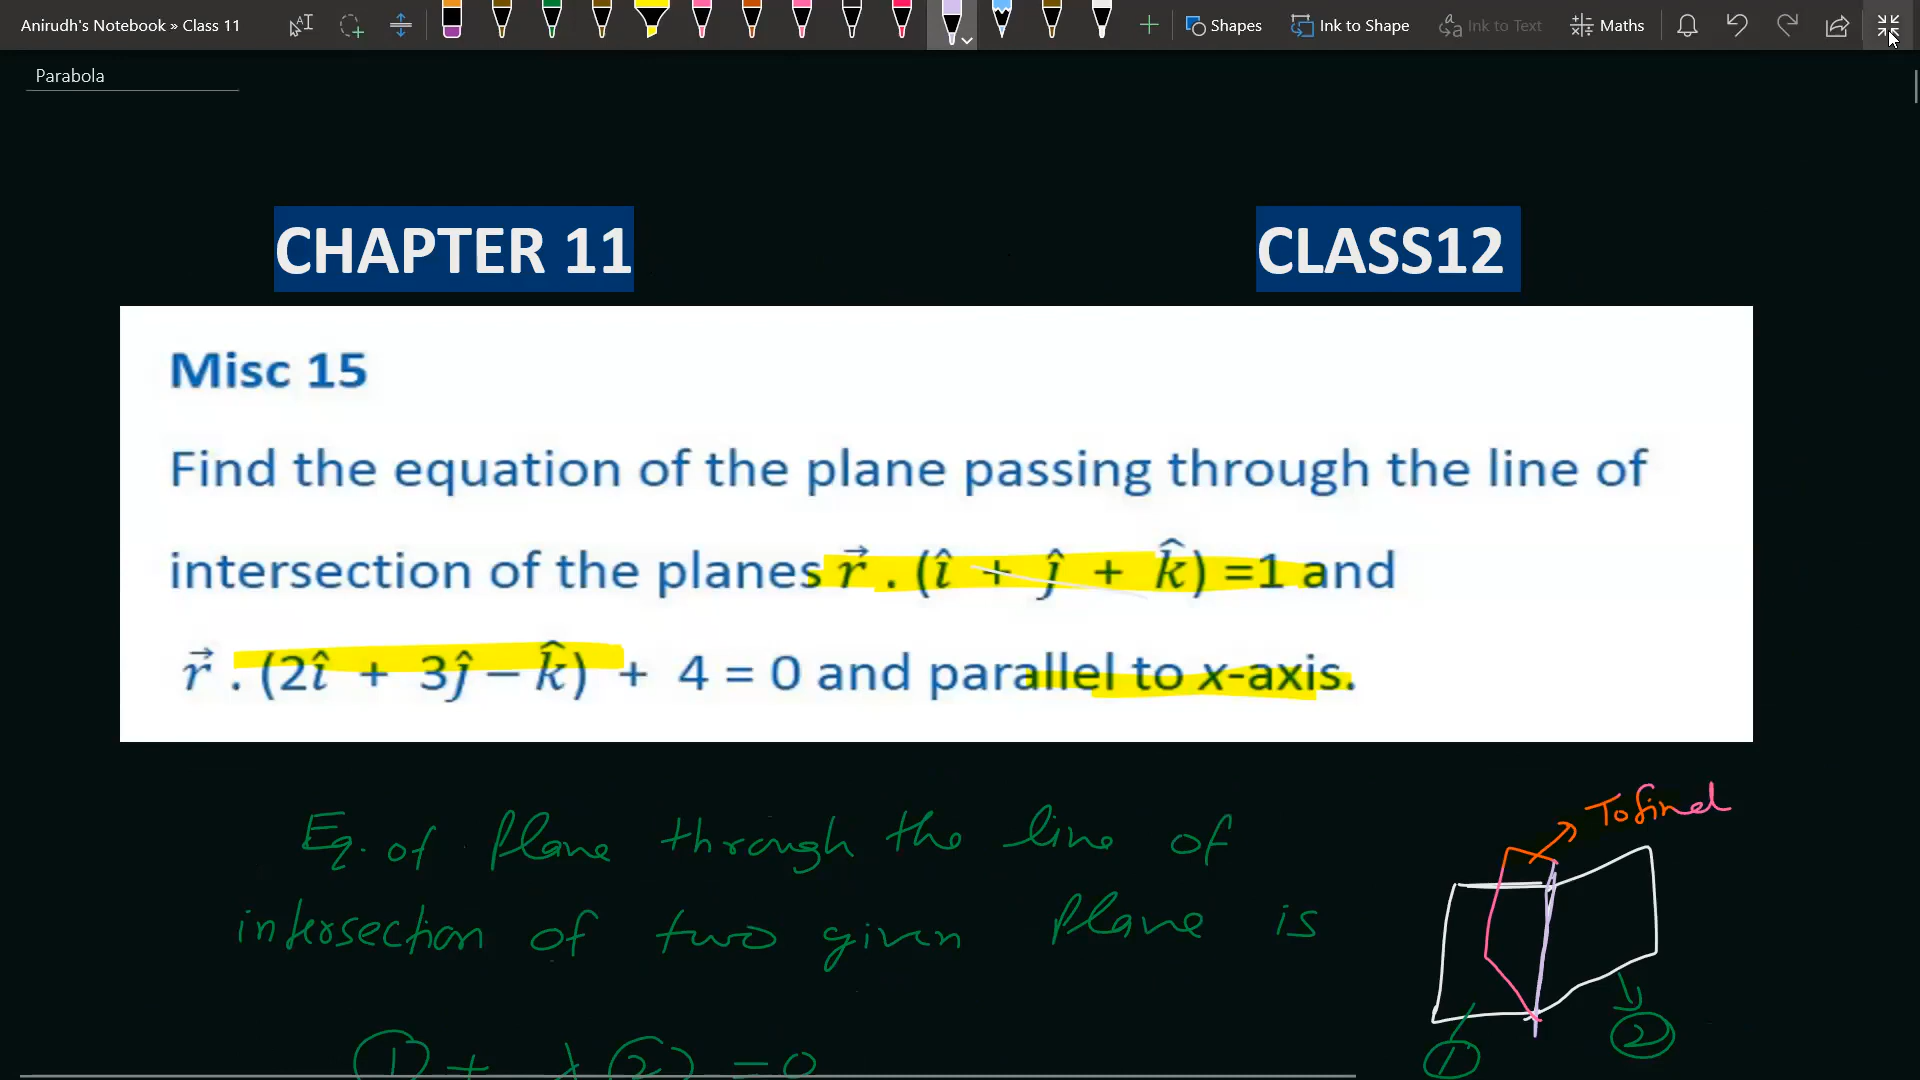 Anirudh's Notebook » Class 11
Shapes
Ink to Shape
Ink to Text
Maths
Parabola
CHAPTER 11
CLASS12
Misc 15
Find the equation of the plane passing through the line of
intersection of the planes r⃗ . (î + ĵ + k̂) =1 and
r⃗ . (2î + 3ĵ − k̂) + 4 = 0 and parallel to x-axis.
To find
Eq. of Plane through the line of
intersection of two given Plane is
① + λ (2) = 0
①
②